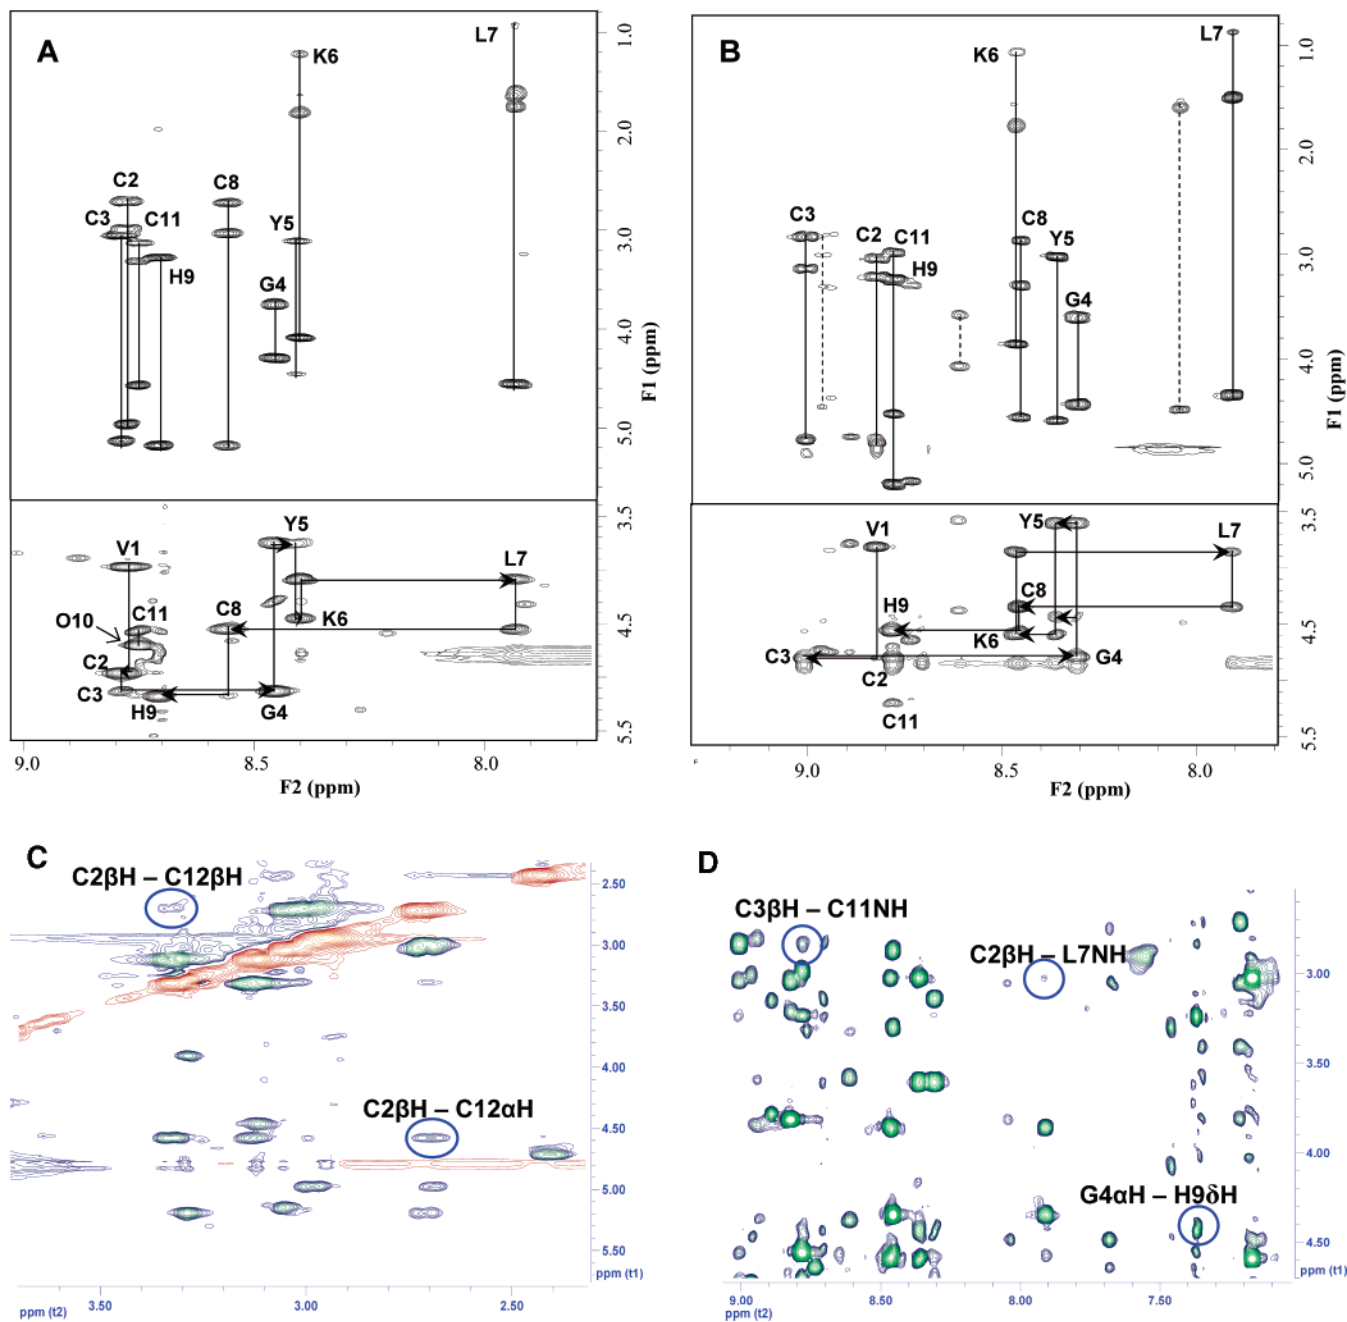 A
L7
K6
C2
C8
C3
C11
Y5
H9
G4
1.0
2.0
3.0
4.0
5.0
F1 (ppm)
V1
Y5
L7
O10
C11
C8
K6
C2
C3
H9
G4
3.5
4.5
5.5
9.0
8.5
8.0
F2 (ppm)
B
L7
K6
C3
C2
C11
C8
Y5
H9
G4
1.0
2.0
3.0
4.0
5.0
F1 (ppm)
V1
Y5
L7
H9
C8
K6
C3
C2
G4
C11
3.5
4.5
5.5
9.0
8.5
8.0
F2 (ppm)
C
C2βH – C12βH
C2βH – C12αH
2.50
3.00
3.50
4.00
4.50
5.00
5.50
ppm (t1)
3.50
3.00
2.50
ppm (t2)
D
C3βH – C11NH
C2βH – L7NH
G4αH – H9δH
3.00
3.50
4.00
4.50
ppm (t1)
9.00
8.50
8.00
7.50
ppm (t2)